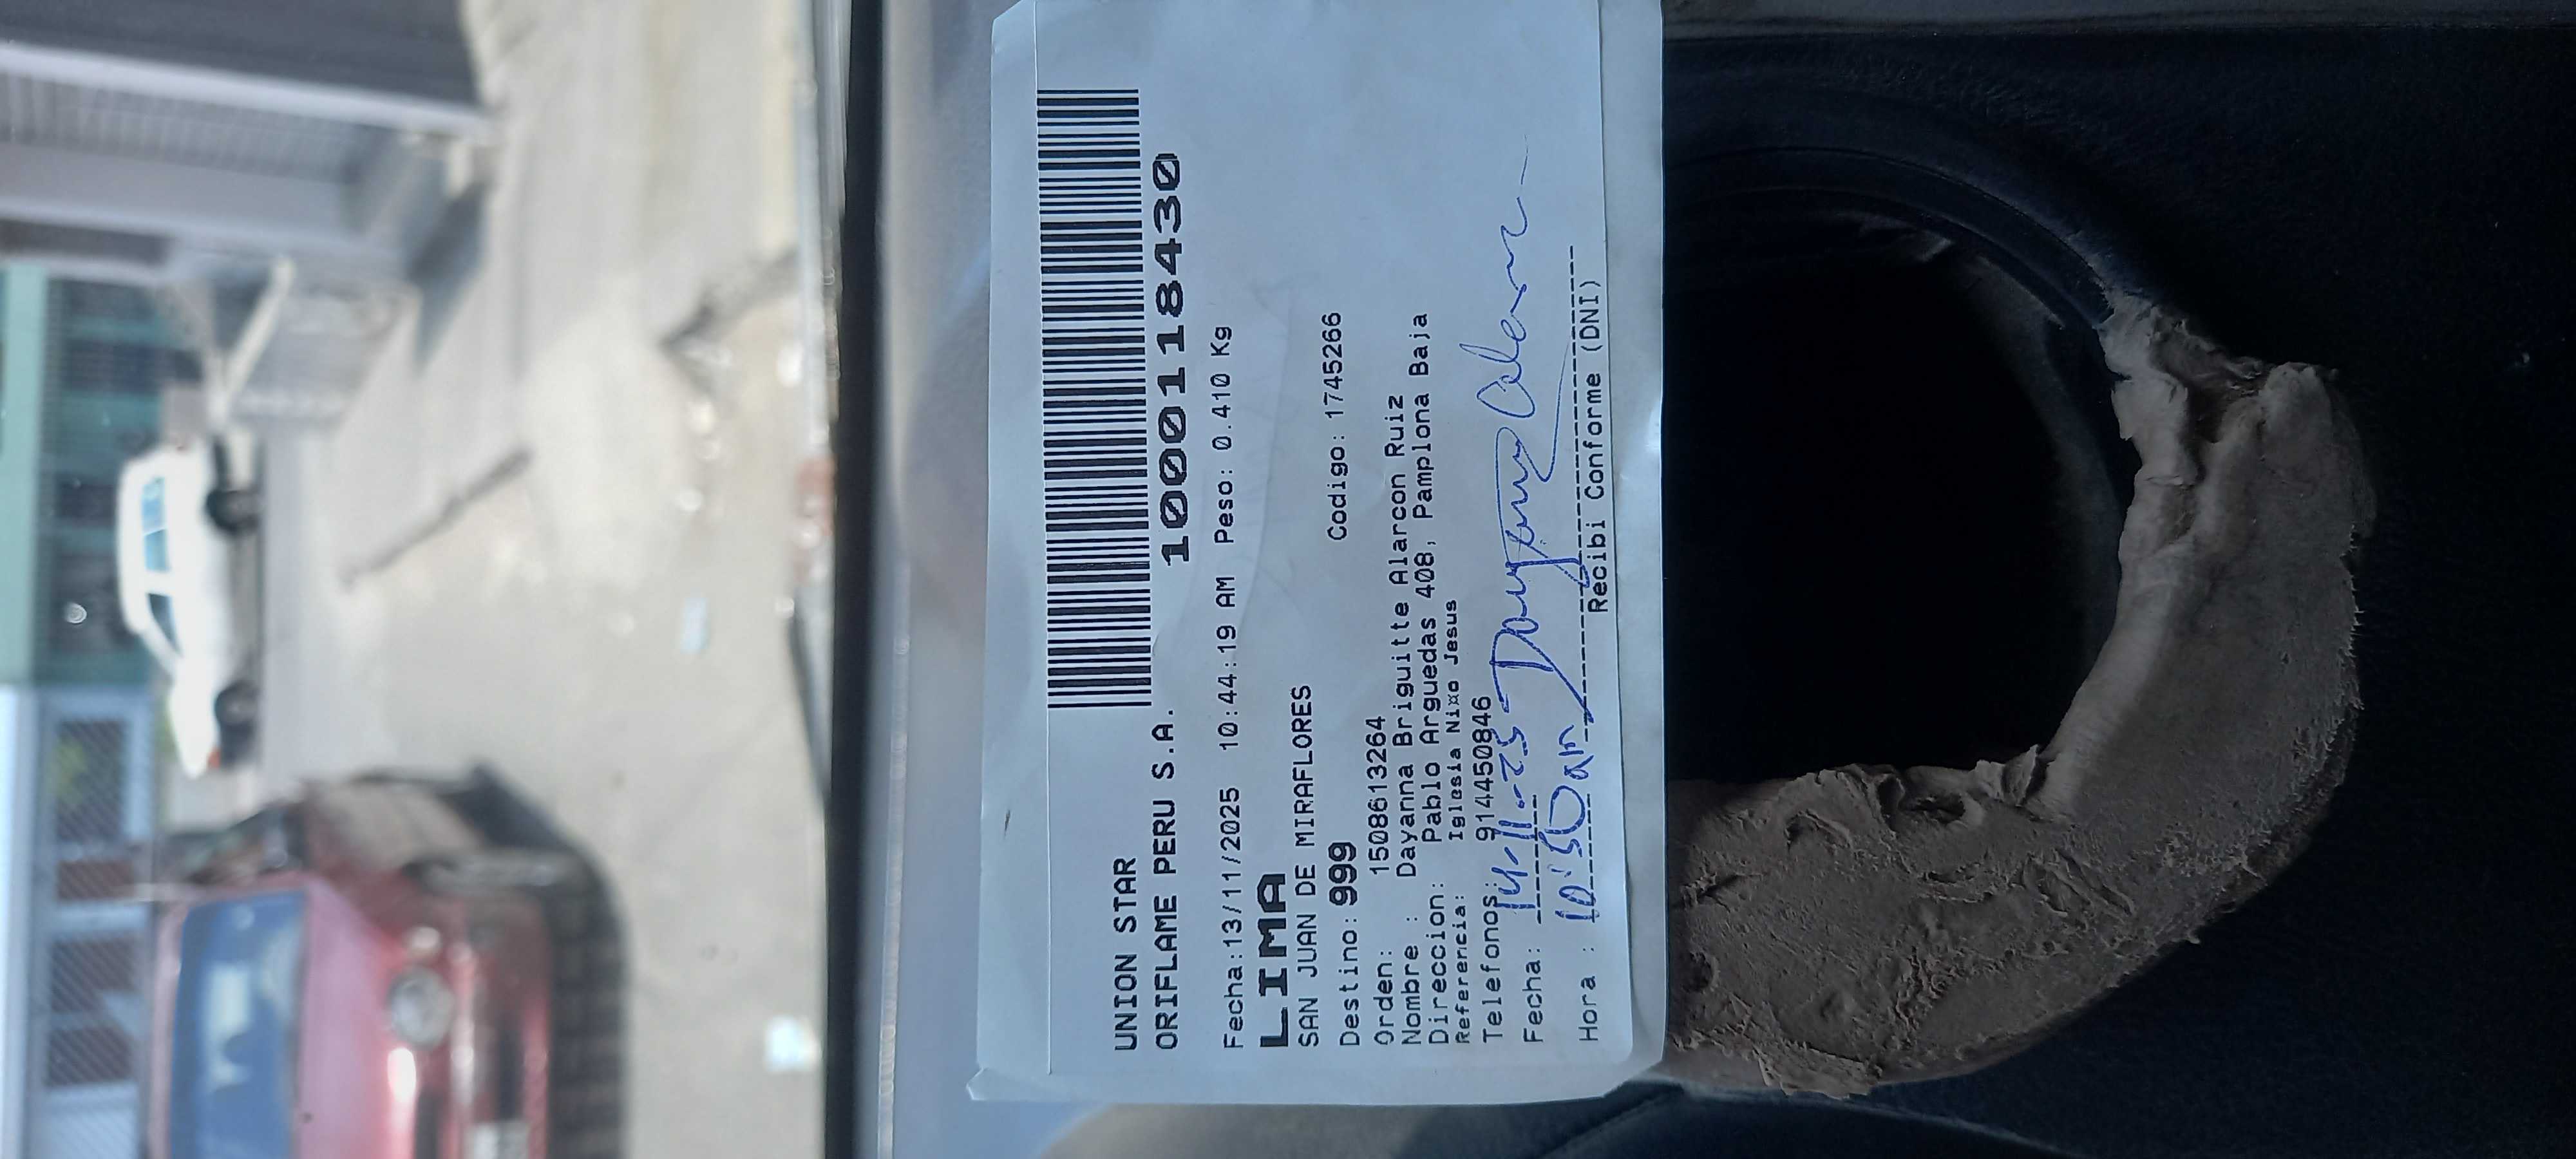 UNION STAR
ORIFLAME PERU S.A.
10001118430
Fecha:13/11/2025 10:44:19 AM Peso: 0.410 Kg
LIMA
SAN JUAN DE MIRAFLORES
Destino: 999 Codigo: 1745266
Orden: 1508613264
Nombre : Dayanna Briguitte Alarcon Ruiz
Direccion: Pablo Arguedas 408, Pamplona Baja
Referencia: Iglesia Ni¤o Jesus
Telefonos: 914450846
Fecha: 14-11-25
Hora : 10:50am
Recibi Conforme (DNI)